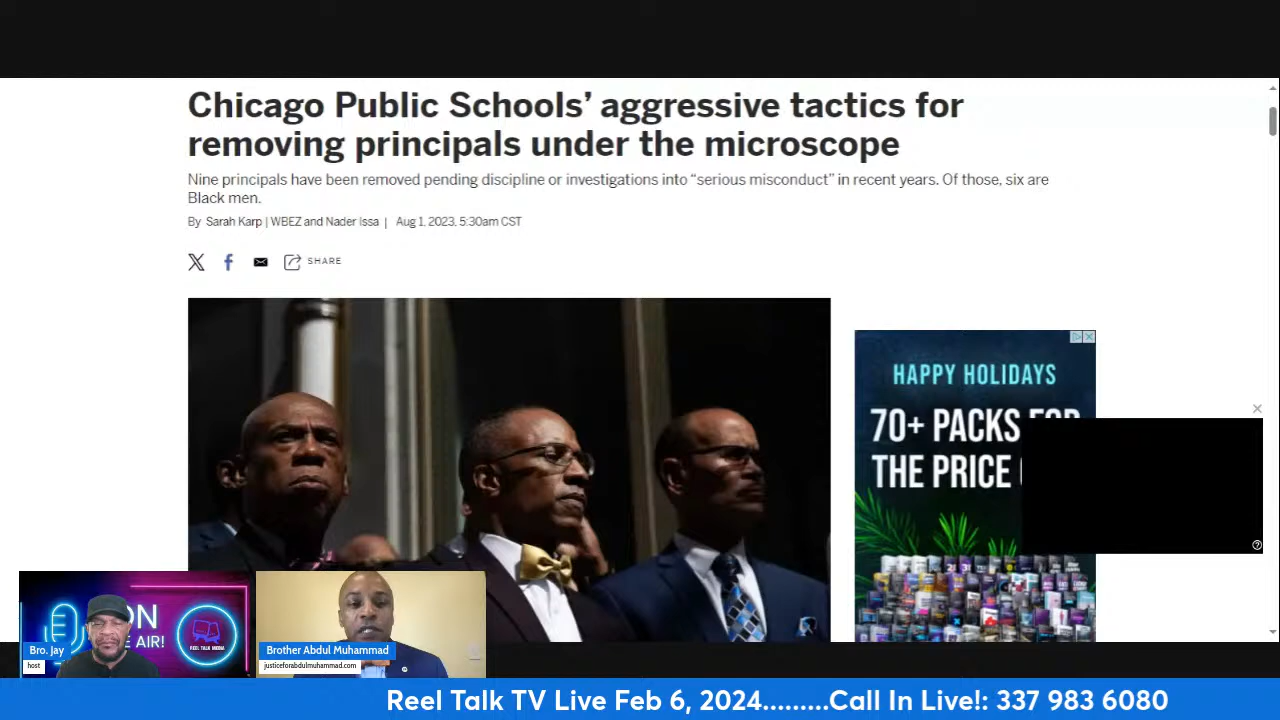 Chicago Public Schools’ aggressive tactics for
removing principals under the microscope
Nine principals have been removed pending discipline or investigations into “serious misconduct” in recent years. Of those, six are
Black men.
By Sarah Karp | WBEZ and Nader Issa | Aug 1, 2023, 5:30am CST
SHARE
HAPPY HOLIDAYS
70+ PACKS FOR
THE PRICE
ON
AIR!
REEL TALK MEDIA
Bro. Jay
host
Brother Abdul Muhammad
justiceforabdulmuhammad.com
Reel Talk TV Live Feb 6, 2024.........Call In Live!: 337 983 6080